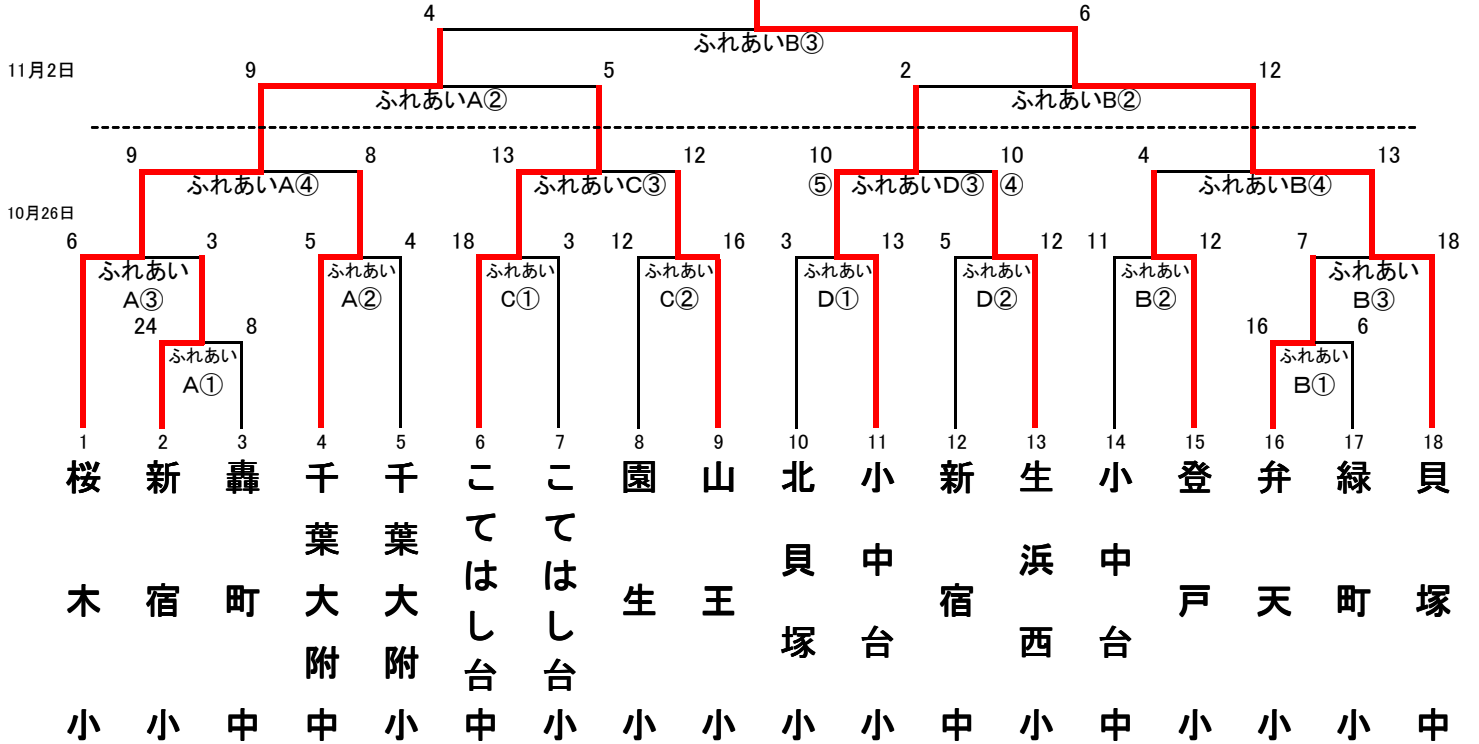 4 6
ふれあいB③
11月2日 9 5 2 12
ふれあいA② ふれあいB②
9 8 13 12 10 10 4 13
ふれあいA④ ふれあいC③ ⑤ ふれあいD③ ④ ふれあいB④
10月26日
6 3 5 4 18 3 12 16 3 13 5 12 11 12 7 18
ふれあい ふれあい ふれあい ふれあい ふれあい ふれあい ふれあい ふれあい
A③ A② C① C② D① D② B② B③
24 8 16 6
ふれあい ふれあい
A① B①
1 2 3 4 5 6 7 8 9 10 11 12 13 14 15 16 17 18
桜木小
新宿小
轟町中
千葉大附中
千葉大附小
こてはし台中
こてはし台小
園生小
山王小
北貝塚小
小中台小
新宿中
生浜西小
小中台中
登戸小
弁天小
緑町小
貝塚中